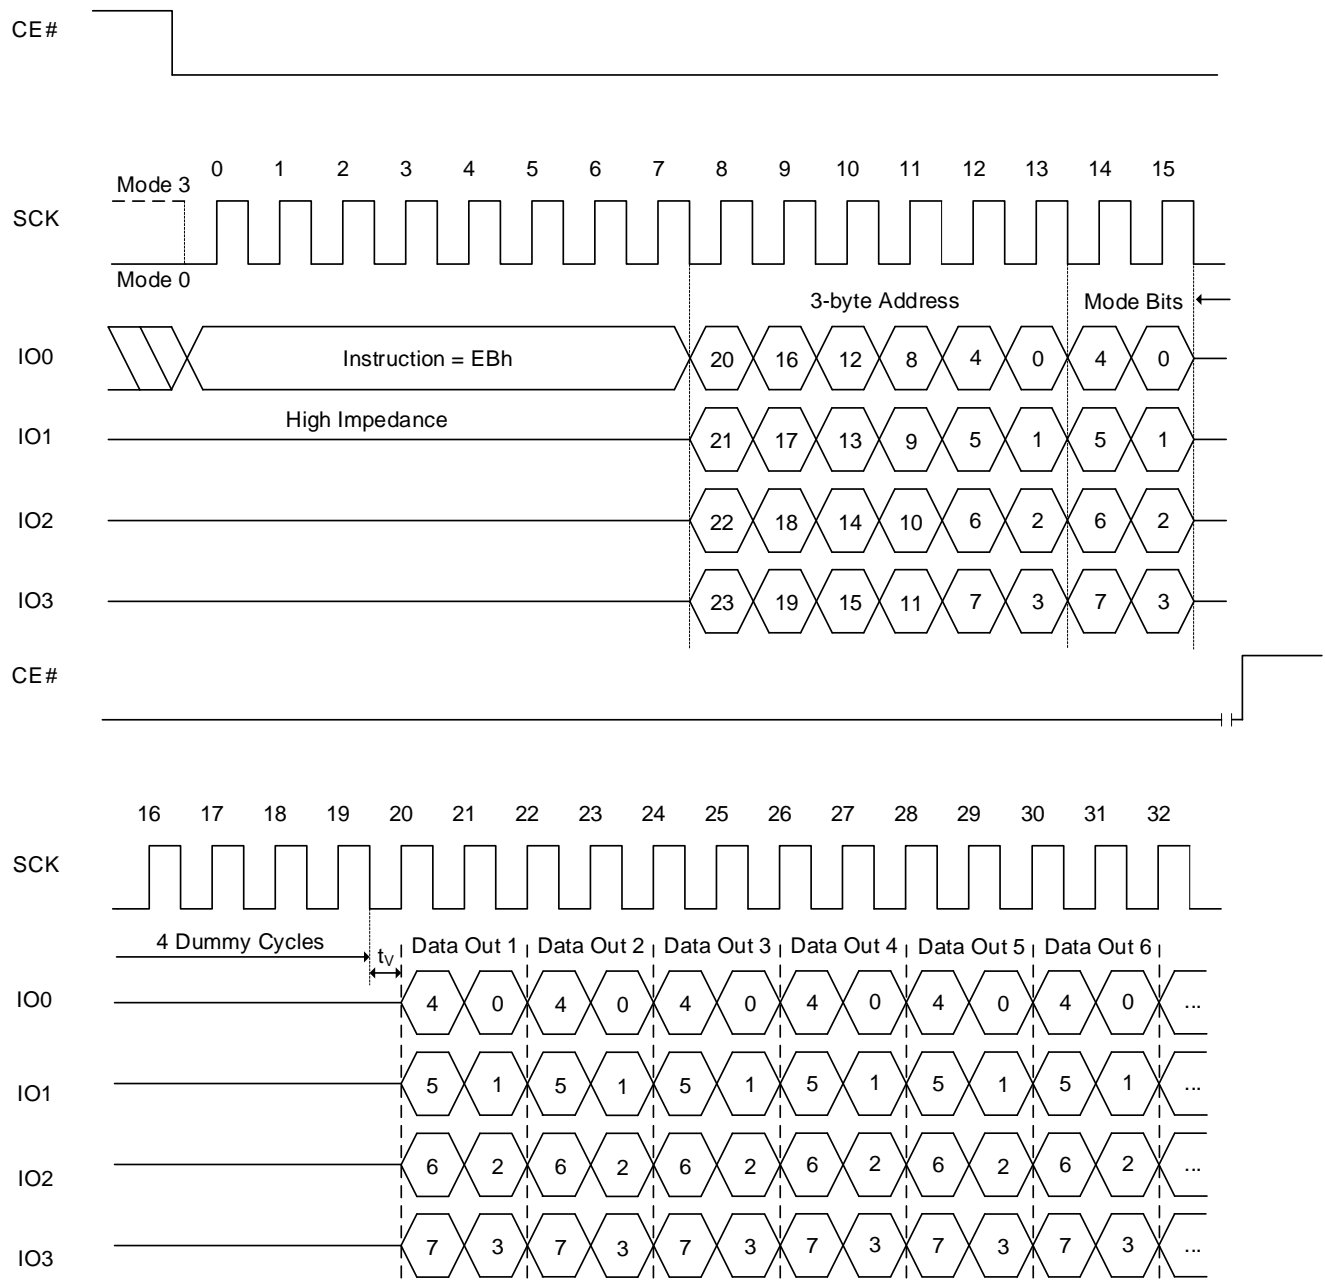 CE#
0 1 2 3 4 5 6 7 8 9 10 11 12 13 14 15
Mode 3
SCK
Mode 0
3-byte Address Mode Bits
IO0 Instruction = EBh 20 16 12 8 4 0 4 0
High Impedance
IO1 21 17 13 9 5 1 5 1
IO2 22 18 14 10 6 2 6 2
IO3 23 19 15 11 7 3 7 3
CE#
16 17 18 19 20 21 22 23 24 25 26 27 28 29 30 31 32
SCK
4 Dummy Cycles tV Data Out 1 Data Out 2 Data Out 3 Data Out 4 Data Out 5 Data Out 6
IO0 4 0 4 0 4 0 4 0 4 0 4 0 ...
IO1 5 1 5 1 5 1 5 1 5 1 5 1 ...
IO2 6 2 6 2 6 2 6 2 6 2 6 2 ...
IO3 7 3 7 3 7 3 7 3 7 3 7 3 ...